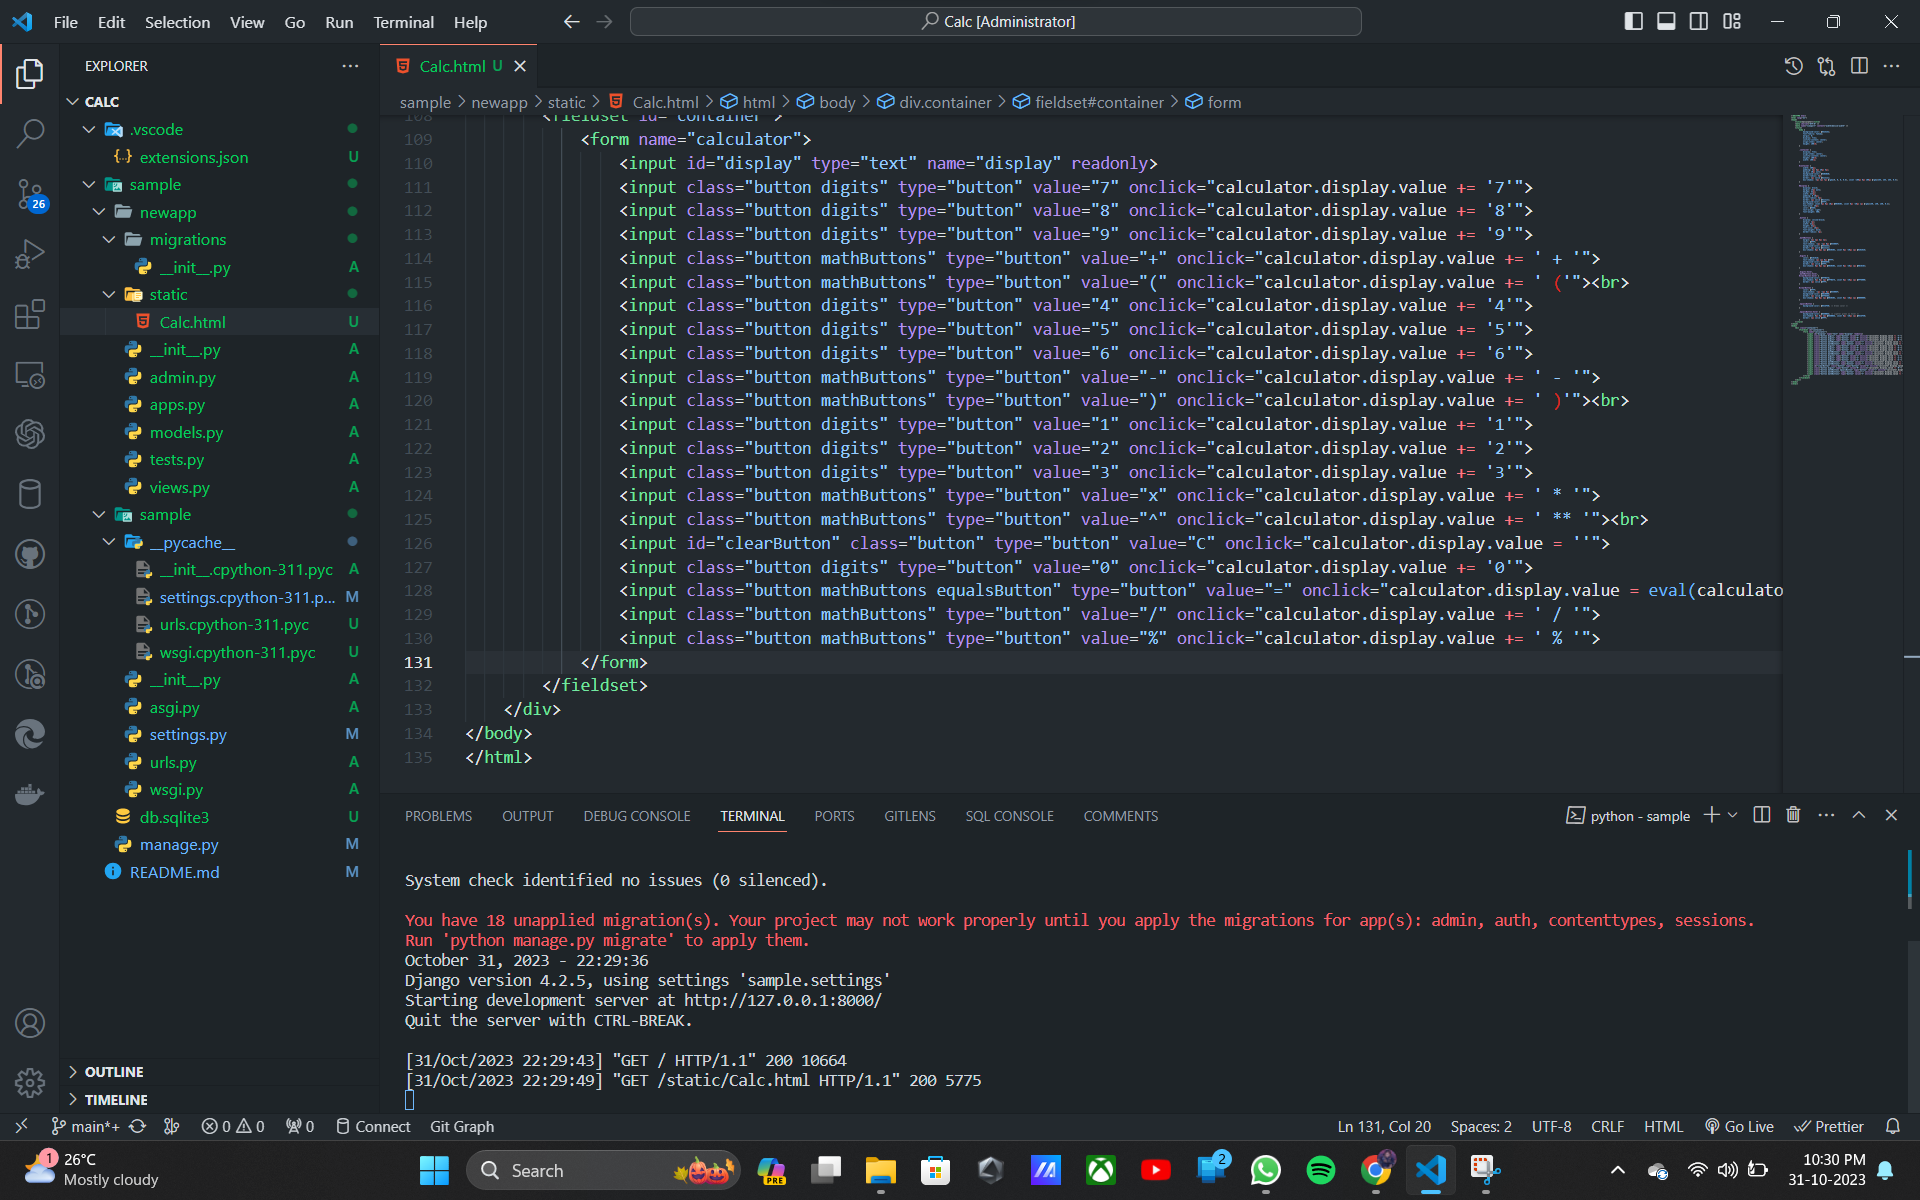 File Edit Selection View Go Run Terminal Help
Calc [Administrator]
EXPLORER
CALC
.vscode
extensions.json U
sample
newapp
migrations
__init__.py A
static
Calc.html U
__init__.py A
admin.py A
apps.py A
models.py A
tests.py A
views.py A
sample
__pycache__
__init__.cpython-311.pyc A
settings.cpython-311.p... M
urls.cpython-311.pyc U
wsgi.cpython-311.pyc U
__init__.py A
asgi.py A
settings.py M
urls.py A
wsgi.py A
db.sqlite3 U
manage.py M
README.md M
OUTLINE
TIMELINE
26
Calc.html U
sample > newapp > static > Calc.html > html > body > div.container > fieldset#container > form
108 <fieldset id="container">
109 <form name="calculator">
110 <input id="display" type="text" name="display" readonly>
111 <input class="button digits" type="button" value="7" onclick="calculator.display.value += '7'">
112 <input class="button digits" type="button" value="8" onclick="calculator.display.value += '8'">
113 <input class="button digits" type="button" value="9" onclick="calculator.display.value += '9'">
114 <input class="button mathButtons" type="button" value="+" onclick="calculator.display.value += ' + '">
115 <input class="button mathButtons" type="button" value="(" onclick="calculator.display.value += ' ('"><br>
116 <input class="button digits" type="button" value="4" onclick="calculator.display.value += '4'">
117 <input class="button digits" type="button" value="5" onclick="calculator.display.value += '5'">
118 <input class="button digits" type="button" value="6" onclick="calculator.display.value += '6'">
119 <input class="button mathButtons" type="button" value="-" onclick="calculator.display.value += ' - '">
120 <input class="button mathButtons" type="button" value=")" onclick="calculator.display.value += ' )'"><br>
121 <input class="button digits" type="button" value="1" onclick="calculator.display.value += '1'">
122 <input class="button digits" type="button" value="2" onclick="calculator.display.value += '2'">
123 <input class="button digits" type="button" value="3" onclick="calculator.display.value += '3'">
124 <input class="button mathButtons" type="button" value="x" onclick="calculator.display.value += ' * '">
125 <input class="button mathButtons" type="button" value="^" onclick="calculator.display.value += ' ** '"><br>
126 <input id="clearButton" class="button" type="button" value="C" onclick="calculator.display.value = ''">
127 <input class="button digits" type="button" value="0" onclick="calculator.display.value += '0'">
128 <input class="button mathButtons equalsButton" type="button" value="=" onclick="calculator.display.value = eval(calculato
129 <input class="button mathButtons" type="button" value="/" onclick="calculator.display.value += ' / '">
130 <input class="button mathButtons" type="button" value="%" onclick="calculator.display.value += ' % '">
131 </form>
132 </fieldset>
133 </div>
134 </body>
135 </html>
PROBLEMS OUTPUT DEBUG CONSOLE TERMINAL PORTS GITLENS SQL CONSOLE COMMENTS
python - sample
System check identified no issues (0 silenced).
You have 18 unapplied migration(s). Your project may not work properly until you apply the migrations for app(s): admin, auth, contenttypes, sessions.
Run 'python manage.py migrate' to apply them.
October 31, 2023 - 22:29:36
Django version 4.2.5, using settings 'sample.settings'
Starting development server at http://127.0.0.1:8000/
Quit the server with CTRL-BREAK.
[31/Oct/2023 22:29:43] "GET / HTTP/1.1" 200 10664
[31/Oct/2023 22:29:49] "GET /static/Calc.html HTTP/1.1" 200 5775
main*+ 0 0 0 Connect Git Graph
Ln 131, Col 20 Spaces: 2 UTF-8 CRLF HTML Go Live Prettier
1
26°C
Mostly cloudy
Search
PRE
2
10:30 PM
31-10-2023